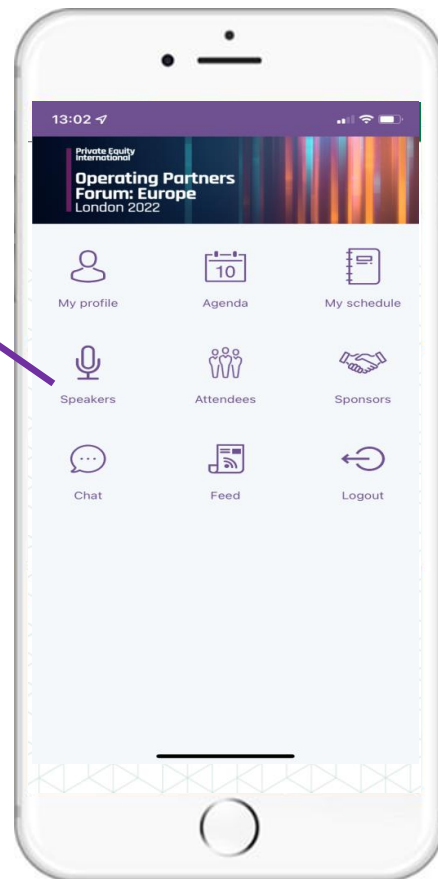 13:02
Private Equity
International
Operating Partners
Forum: Europe
London 2022
10
My profile
Agenda
My schedule
Speakers
Attendees
Sponsors
Chat
Feed
Logout